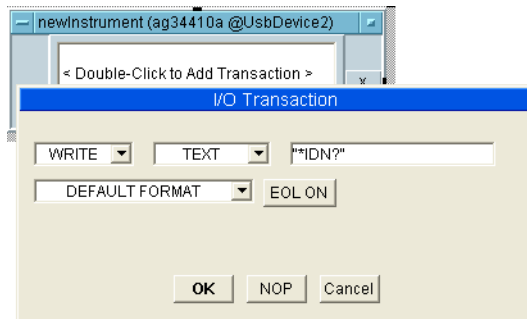 newInstrument (ag34410a @UsbDevice2)
< Double-Click to Add Transaction >
X
I/O Transaction
WRITE TEXT "*IDN?"
DEFAULT FORMAT EOL ON
OK NOP Cancel